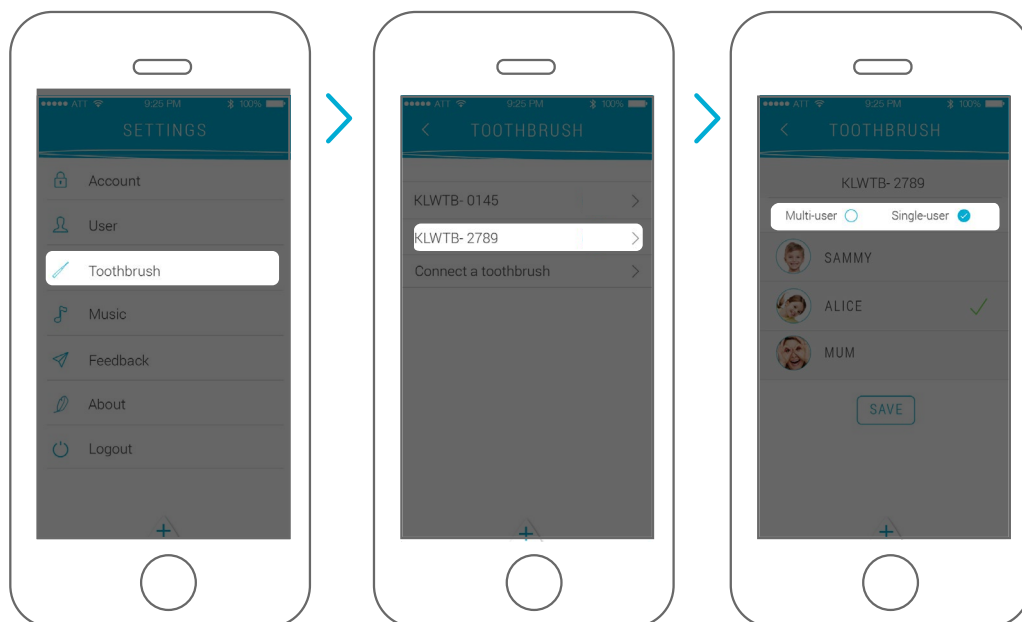 ATT 9:25 PM 100%
SETTINGS
Account
User
Toothbrush
Music
Feedback
About
Logout
+
ATT 9:25 PM 100%
< TOOTHBRUSH
KLWTB- 0145 >
KLWTB- 2789 >
Connect a toothbrush >
+
ATT 9:25 PM 100%
< TOOTHBRUSH
KLWTB- 2789
Multi-user Single-user
SAMMY
ALICE
MUM
SAVE
+